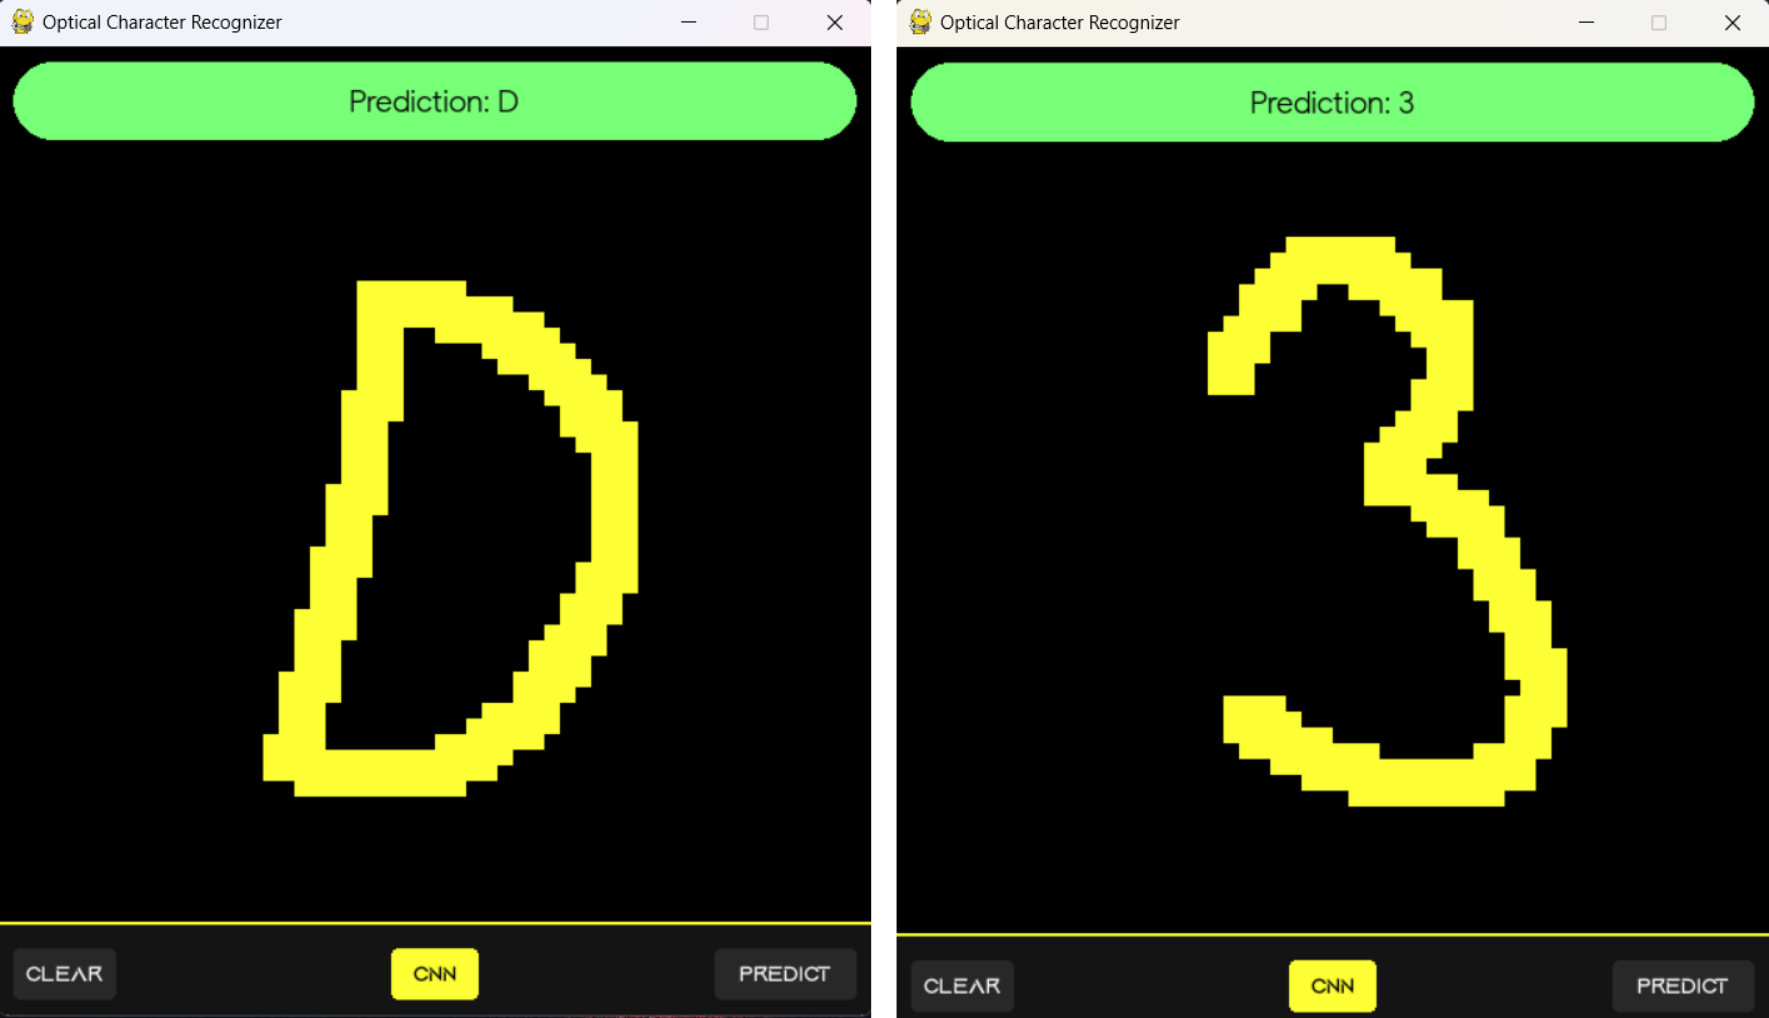 Optical Character Recognizer
Prediction: D
D
CLEAR CNN PREDICT
Optical Character Recognizer
Prediction: 3
3
CLEAR CNN PREDICT